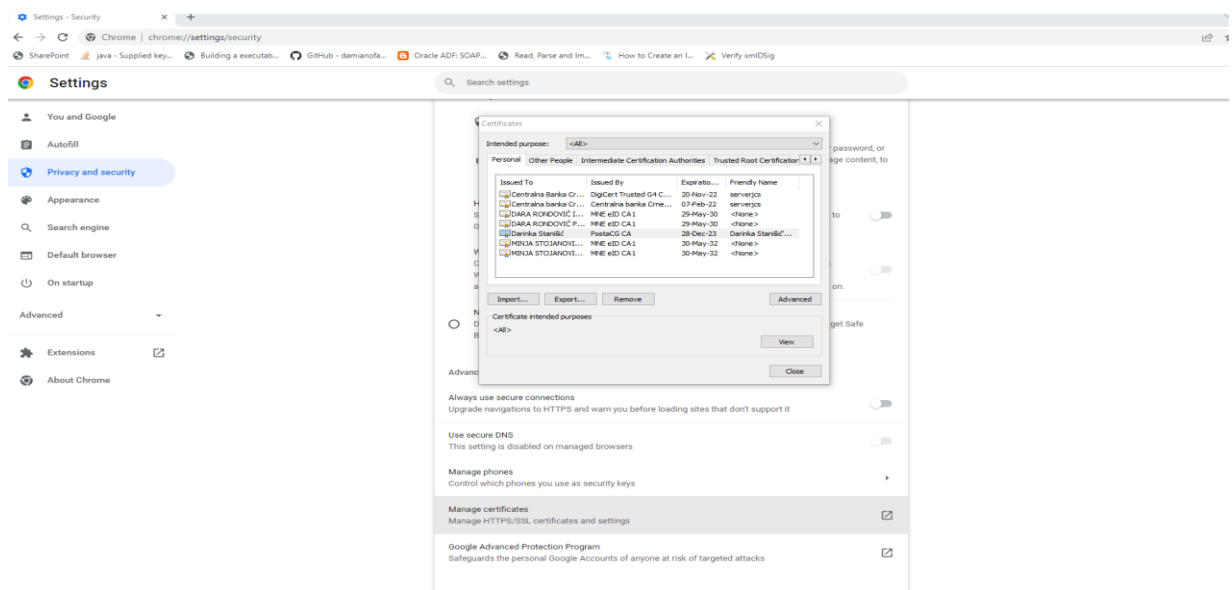 Settings - Security
Chrome | chrome://settings/security
SharePoint java - Supplied key... Building a executab... GitHub - damianofa... Oracle ADF: SOAP... Read, Parse and Im... How to Create an I... Verify xmlDSig
Settings
Search settings
You and Google
Autofill
Privacy and security
Appearance
Search engine
Default browser
On startup
Advanced
Extensions
About Chrome
password, or
age content, to
to
on.
get Safe
Certificates
Intended purpose: <All>
Personal Other People Intermediate Certification Authorities Trusted Root Certification
Issued To Issued By Expiratio... Friendly Name
Centralna Banka Cr... DigiCert Trusted G4 C... 20-Nov-22 serverjcs
Centralna banka Cr... Centralna banka Crne... 07-Feb-22 serverjcs
DARA RONDOVIĆ I... MNE eID CA1 29-May-30 <None>
DARA RONDOVIĆ P... MNE eID CA1 29-May-30 <None>
Darinka Stanišić PostaCG CA 28-Dec-23 Darinka Stanišić'...
MINJA STOJANOVI... MNE eID CA1 30-May-32 <None>
MINJA STOJANOVI... MNE eID CA1 30-May-32 <None>
Import... Export... Remove Advanced
Certificate intended purposes
<All>
View
Close
Advanc
Always use secure connections
Upgrade navigations to HTTPS and warn you before loading sites that don't support it
Use secure DNS
This setting is disabled on managed browsers
Manage phones
Control which phones you use as security keys
Manage certificates
Manage HTTPS/SSL certificates and settings
Google Advanced Protection Program
Safeguards the personal Google Accounts of anyone at risk of targeted attacks